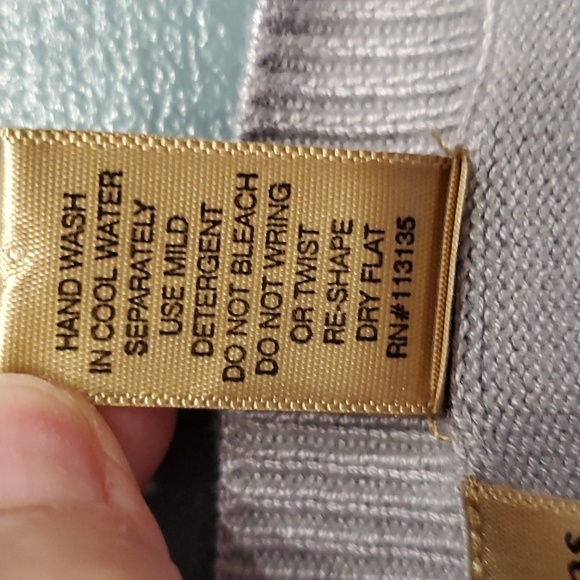 HAND WASH
IN COOL WATER
SEPARATELY
USE MILD
DETERGENT
DO NOT BLEACH
DO NOT WRING
OR TWIST
RE-SHAPE
DRY FLAT
RN#113135